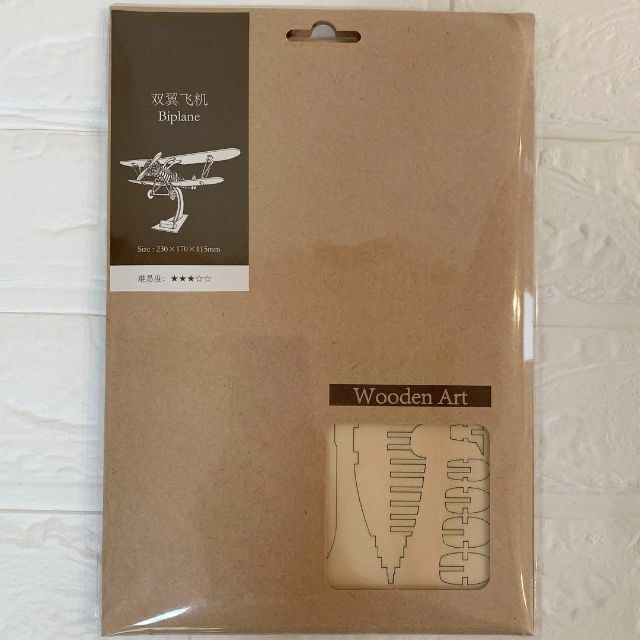 双翼飞机
Biplane
Size : 230×170×115mm
难易度：★★★☆☆
Wooden Art